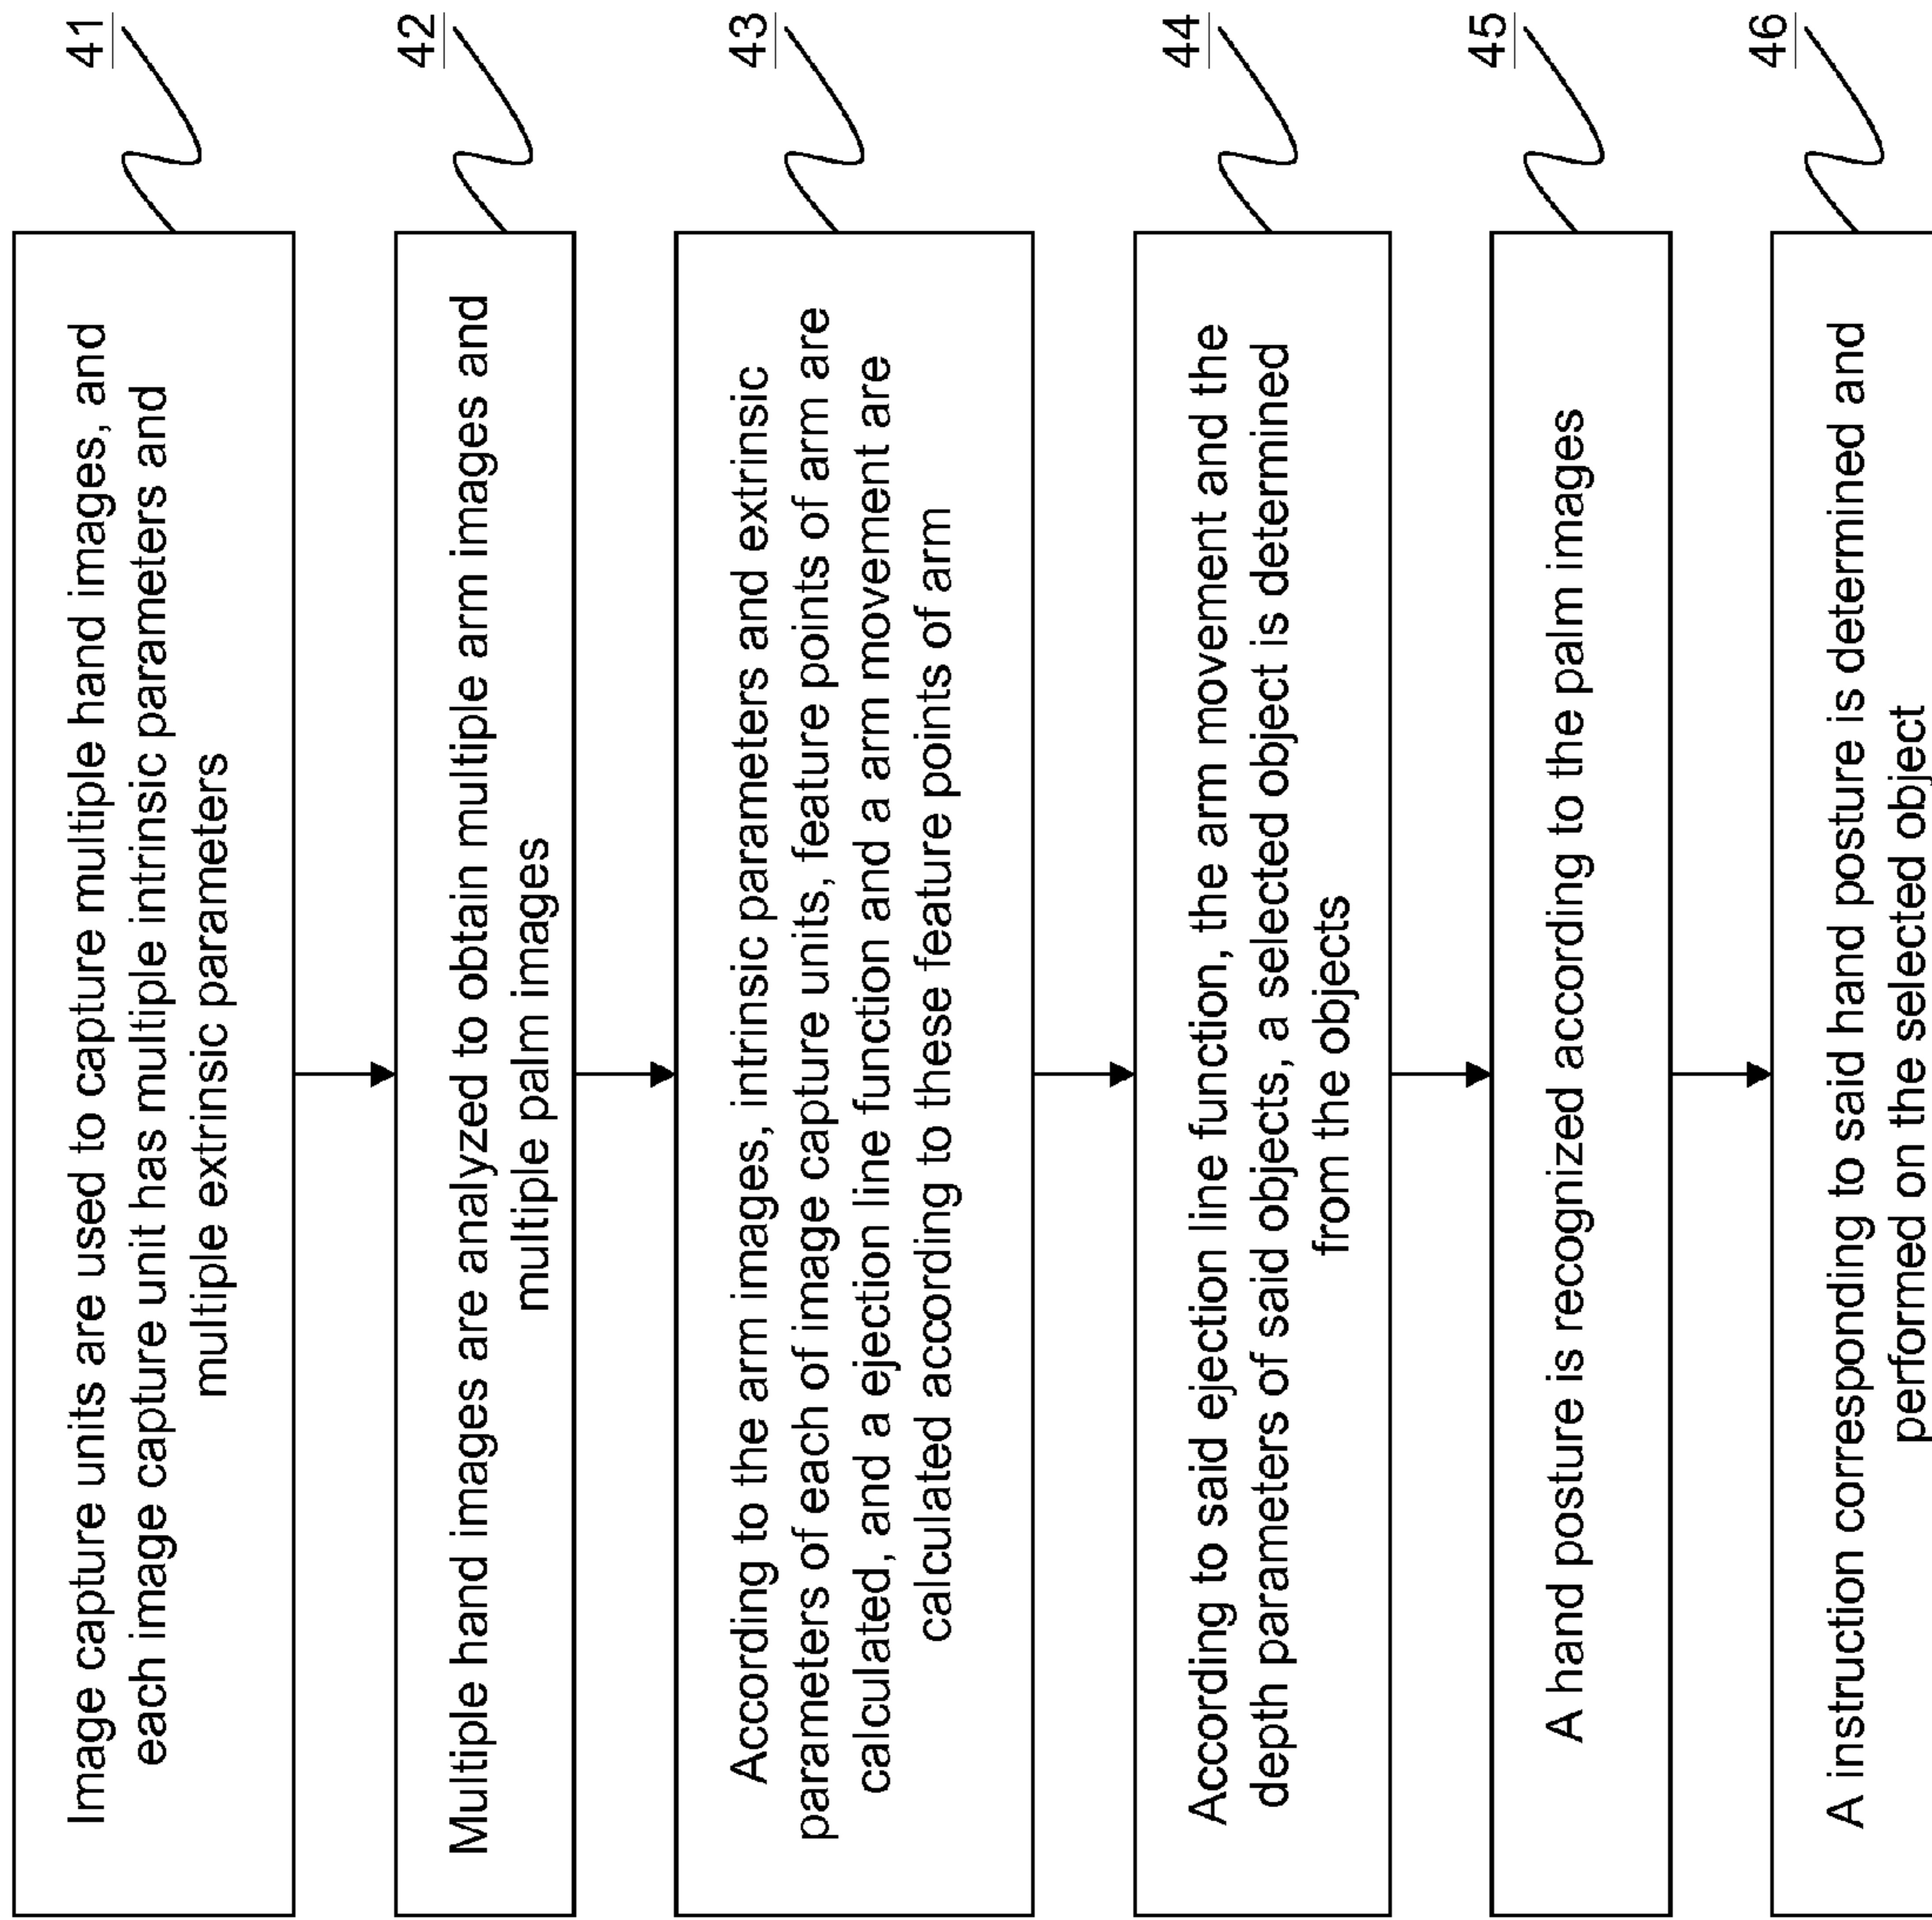 Image capture units are used to capture multiple hand images, and
each image capture unit has multiple intrinsic parameters and
multiple extrinsic parameters
41
Multiple hand images are analyzed to obtain multiple arm images and
multiple palm images
42
According to the arm images, intrinsic parameters and extrinsic
parameters of each of image capture units, feature points of arm are
calculated, and a ejection line function and a arm movement are
calculated according to these feature points of arm
43
According to said ejection line function, the arm movement and the
depth parameters of said objects, a selected object is determined
from the objects
44
A hand posture is recognized according to the palm images
45
A instruction corresponding to said hand posture is determined and
performed on the selected object
46